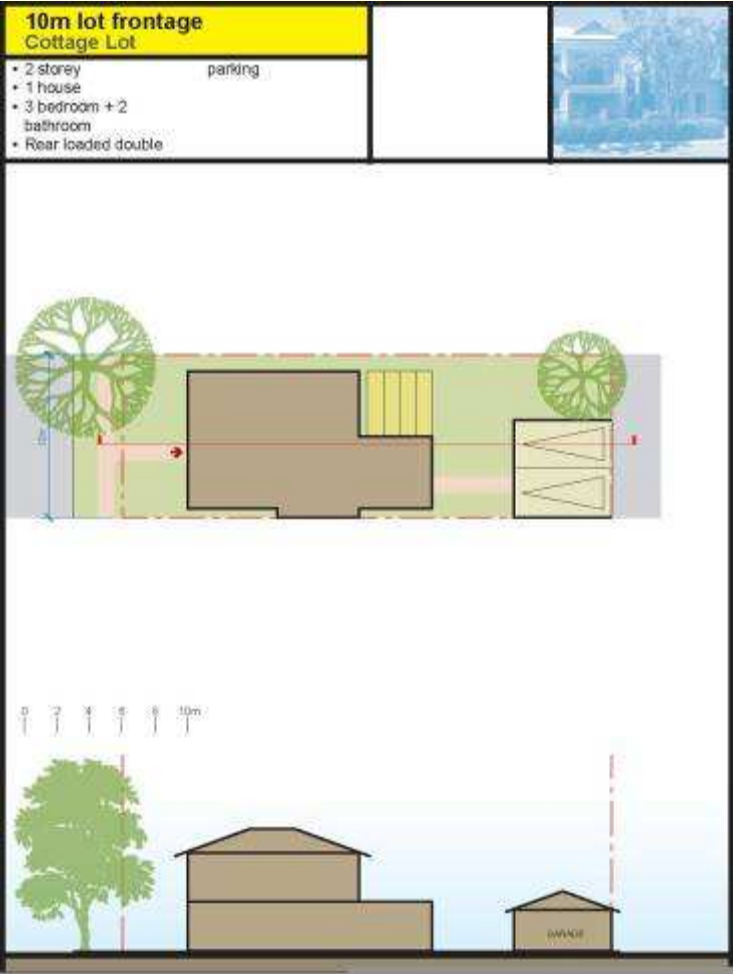 10m lot frontage
Cottage Lot
• 2 storey
• 1 house
• 3 bedroom + 2
bathroom
• Rear loaded double
parking
0 2 4 6 8 10m
GARAGE